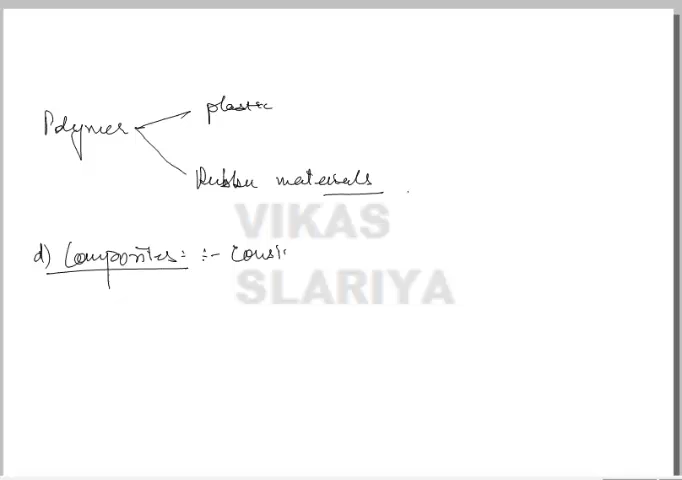 plastic
Polymer
Rubber materials
VIKAS
d) Composites :- consi
SLARIYA